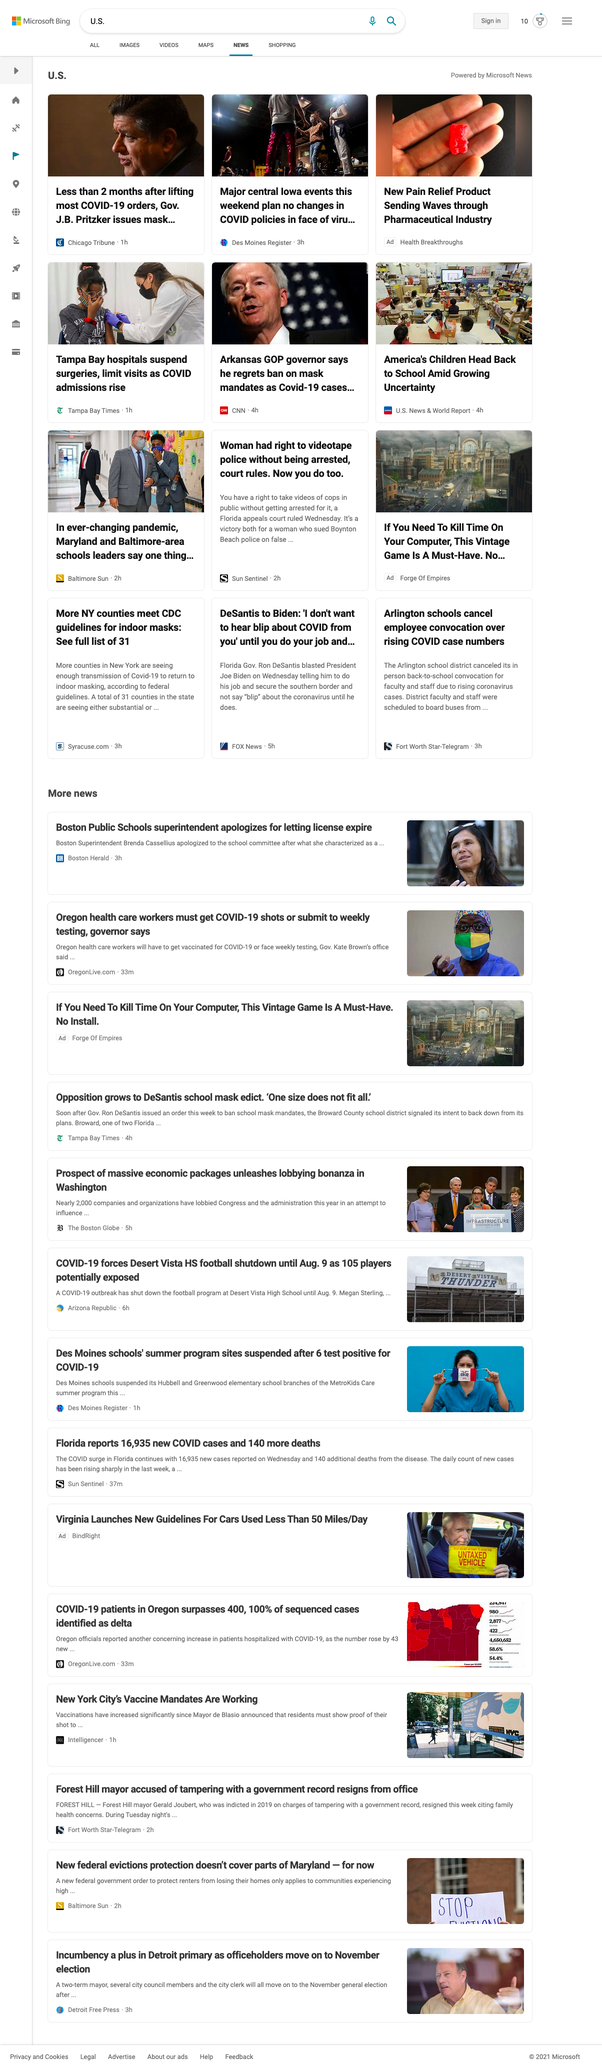 Microsoft Bing
U.S.
Sign in
10
ALL
IMAGES
VIDEOS
MAPS
NEWS
SHOPPING
U.S.
Powered by Microsoft News
Less than 2 months after lifting
most COVID-19 orders, Gov.
J.B. Pritzker issues mask...
Chicago Tribune · 1h
Major central Iowa events this
weekend plan no changes in
COVID policies in face of viru...
Des Moines Register · 3h
New Pain Relief Product
Sending Waves through
Pharmaceutical Industry
Ad Health Breakthroughs
Tampa Bay hospitals suspend
surgeries, limit visits as COVID
admissions rise
Tampa Bay Times · 1h
Arkansas GOP governor says
he regrets ban on mask
mandates as Covid-19 cases...
CNN · 4h
America's Children Head Back
to School Amid Growing
Uncertainty
U.S. News & World Report · 4h
In ever-changing pandemic,
Maryland and Baltimore-area
schools leaders say one thing...
Baltimore Sun · 2h
Woman had right to videotape
police without being arrested,
court rules. Now you do too.
You have a right to take videos of cops in
public without getting arrested for it, a
Florida appeals court ruled Wednesday. It's a
victory both for a woman who sued Boynton
Beach police on false ...
Sun Sentinel · 2h
If You Need To Kill Time On
Your Computer, This Vintage
Game Is A Must-Have. No...
Ad Forge Of Empires
More NY counties meet CDC
guidelines for indoor masks:
See full list of 31
More counties in New York are seeing
enough transmission of Covid-19 to return to
indoor masking, according to federal
guidelines. A total of 31 counties in the state
are seeing either substantial or ...
Syracuse.com · 3h
DeSantis to Biden: 'I don't want
to hear blip about COVID from
you' until you do your job and...
Florida Gov. Ron DeSantis blasted President
Joe Biden on Wednesday telling him to do
his job and secure the southern border and
not say "blip" about the coronavirus until he
does.
FOX News · 5h
Arlington schools cancel
employee convocation over
rising COVID case numbers
The Arlington school district canceled its in
person back-to-school convocation for
faculty and staff due to rising coronavirus
cases. District faculty and staff were
scheduled to board buses from ...
Fort Worth Star-Telegram · 3h
More news
Boston Public Schools superintendent apologizes for letting license expire
Boston Superintendent Brenda Cassellius apologized to the school committee after what she characterized as a ...
Boston Herald · 3h
Oregon health care workers must get COVID-19 shots or submit to weekly
testing, governor says
Oregon health care workers will have to get vaccinated for COVID-19 or face weekly testing, Gov. Kate Brown's office
said ...
OregonLive.com · 33m
If You Need To Kill Time On Your Computer, This Vintage Game Is A Must-Have.
No Install.
Ad Forge Of Empires
Opposition grows to DeSantis school mask edict. 'One size does not fit all.'
Soon after Gov. Ron DeSantis issued an order this week to ban school mask mandates, the Broward County school district signaled its intent to back down from its
plans. Broward, one of two Florida ...
Tampa Bay Times · 4h
Prospect of massive economic packages unleashes lobbying bonanza in
Washington
Nearly 2,000 companies and organizations have lobbied Congress and the administration this year in an attempt to
influence ...
The Boston Globe · 5h
INFRASTRUCTURE
COVID-19 forces Desert Vista HS football shutdown until Aug. 9 as 105 players
potentially exposed
A COVID-19 outbreak has shut down the football program at Desert Vista High School until Aug. 9. Megan Sterling, ...
Arizona Republic · 6h
DESERT VISTA
THUNDER
Des Moines schools' summer program sites suspended after 6 test positive for
COVID-19
Des Moines schools suspended its Hubbell and Greenwood elementary school branches of the MetroKids Care
summer program this ...
Des Moines Register · 1h
Florida reports 16,935 new COVID cases and 140 more deaths
The COVID surge in Florida continues with 16,935 new cases reported on Wednesday and 140 additional deaths from the disease. The daily count of new cases
has been rising sharply in the last week, a ...
Sun Sentinel · 37m
Virginia Launches New Guidelines For Cars Used Less Than 50 Miles/Day
Ad BindRight
UNTAXED
VEHICLE
COVID-19 patients in Oregon surpasses 400, 100% of sequenced cases
identified as delta
Oregon officials reported another concerning increase in patients hospitalized with COVID-19, as the number rose by 43
new ...
OregonLive.com · 33m
980
2,877
422
4,650,652
58.6%
54.4%
New York City's Vaccine Mandates Are Working
Vaccinations have increased significantly since Mayor de Blasio announced that residents must show proof of their
shot to ...
Intelligencer · 1h
NYC
Forest Hill mayor accused of tampering with a government record resigns from office
FOREST HILL — Forest Hill mayor Gerald Joubert, who was indicted in 2019 on charges of tampering with a government record, resigned this week citing family
health concerns. During Tuesday night's ...
Fort Worth Star-Telegram · 2h
New federal evictions protection doesn't cover parts of Maryland — for now
A new federal government order to protect renters from losing their homes only applies to communities experiencing
high ...
Baltimore Sun · 2h
STOP
EVICTIONS
Incumbency a plus in Detroit primary as officeholders move on to November
election
A two-term mayor, several city council members and the city clerk will all move on to the November general election
after ...
Detroit Free Press · 3h
Privacy and Cookies
Legal
Advertise
About our ads
Help
Feedback
© 2021 Microsoft